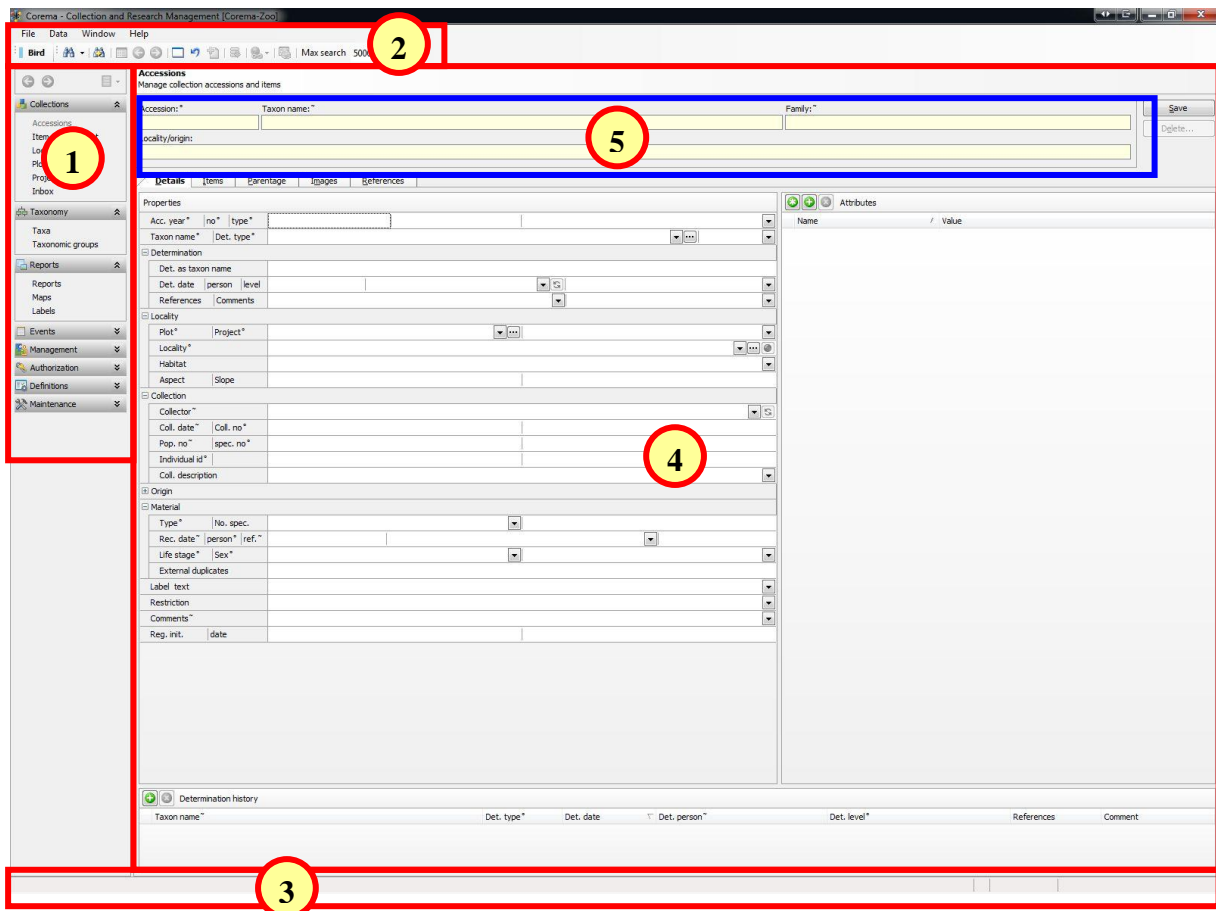 Corema - Collection and Research Management [Corema-Zoo]
File Data Window Help
Bird Max search
2
Collections
Accessions
1
Inbox
Taxonomy
Taxa
Taxonomic groups
Reports
Reports
Maps
Labels
Events
Management
Authorization
Definitions
Maintenance
Accessions
Manage collection accessions and items
Accession:* Taxon name:~ Family:~
Locality/origin:
5
Save
Delete...
Details Items Parentage Images References
Properties
Acc. year* no* type*
Taxon name* Det. type*
Determination
Det. as taxon name
Det. date person level
References Comments
Locality
Plot* Project*
Locality*
Habitat
Aspect Slope
Collection
Collector~
Coll. date~ Coll. no*
Pop. no~ spec. no*
Individual id*
Coll. description
4
Origin
Material
Type* No. spec.
Rec. date~ person* ref.~
Life stage* Sex*
External duplicates
Label text
Restriction
Comments~
Reg. init. date
Attributes
Name Value
Determination history
Taxon name~ Det. type* Det. date Det. person~ Det. level* References Comment
3